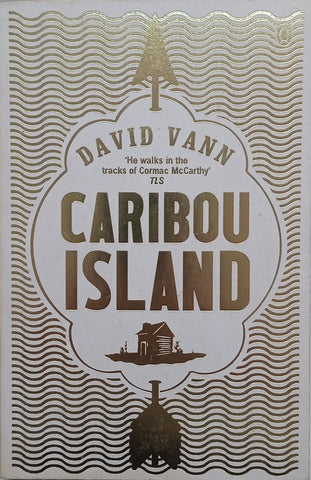 DAVID VANN
'He walks in the
tracks of Cormac McCarthy'
TLS
CARIBOU
ISLAND